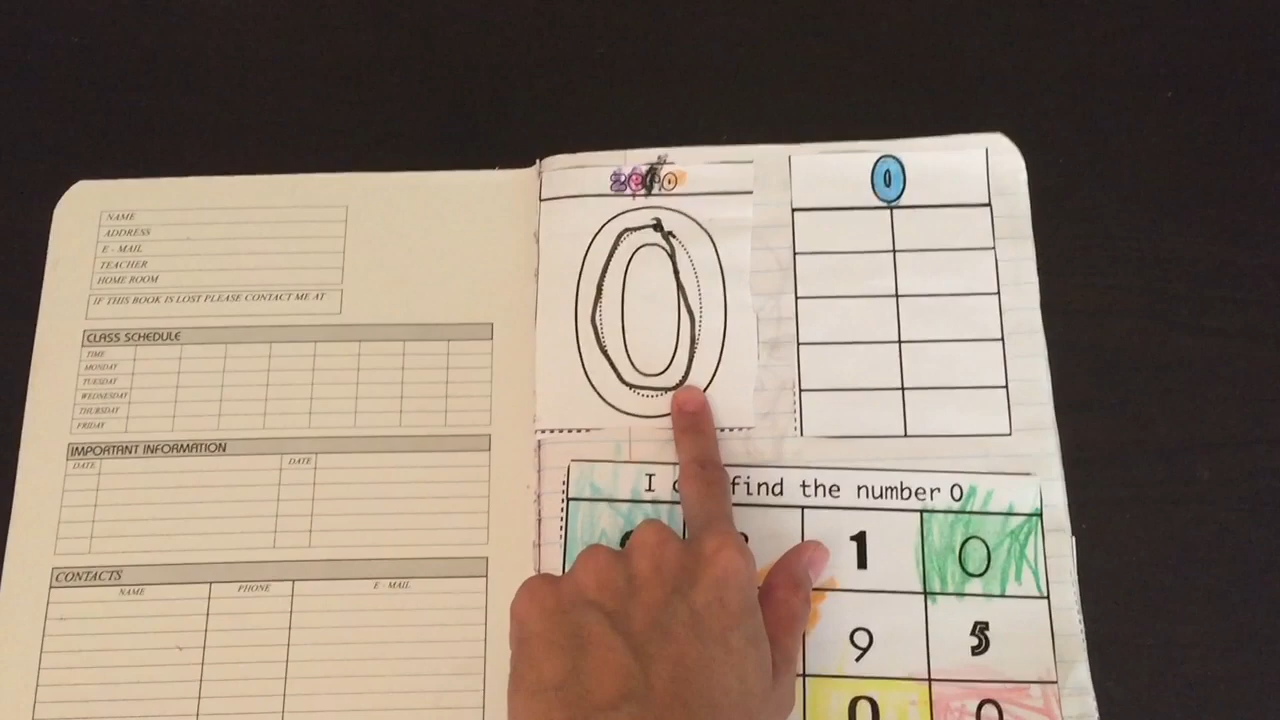 NAME
ADDRESS
E - MAIL
TEACHER
HOME ROOM
IF THIS BOOK IS LOST PLEASE CONTACT ME AT
CLASS SCHEDULE
TIME
MONDAY
TUESDAY
WEDNESDAY
THURSDAY
FRIDAY
IMPORTANT INFORMATION
DATE DATE
CONTACTS
NAME PHONE E - MAIL
zero
0
0
I find the number 0
1 0
9 5
0 0